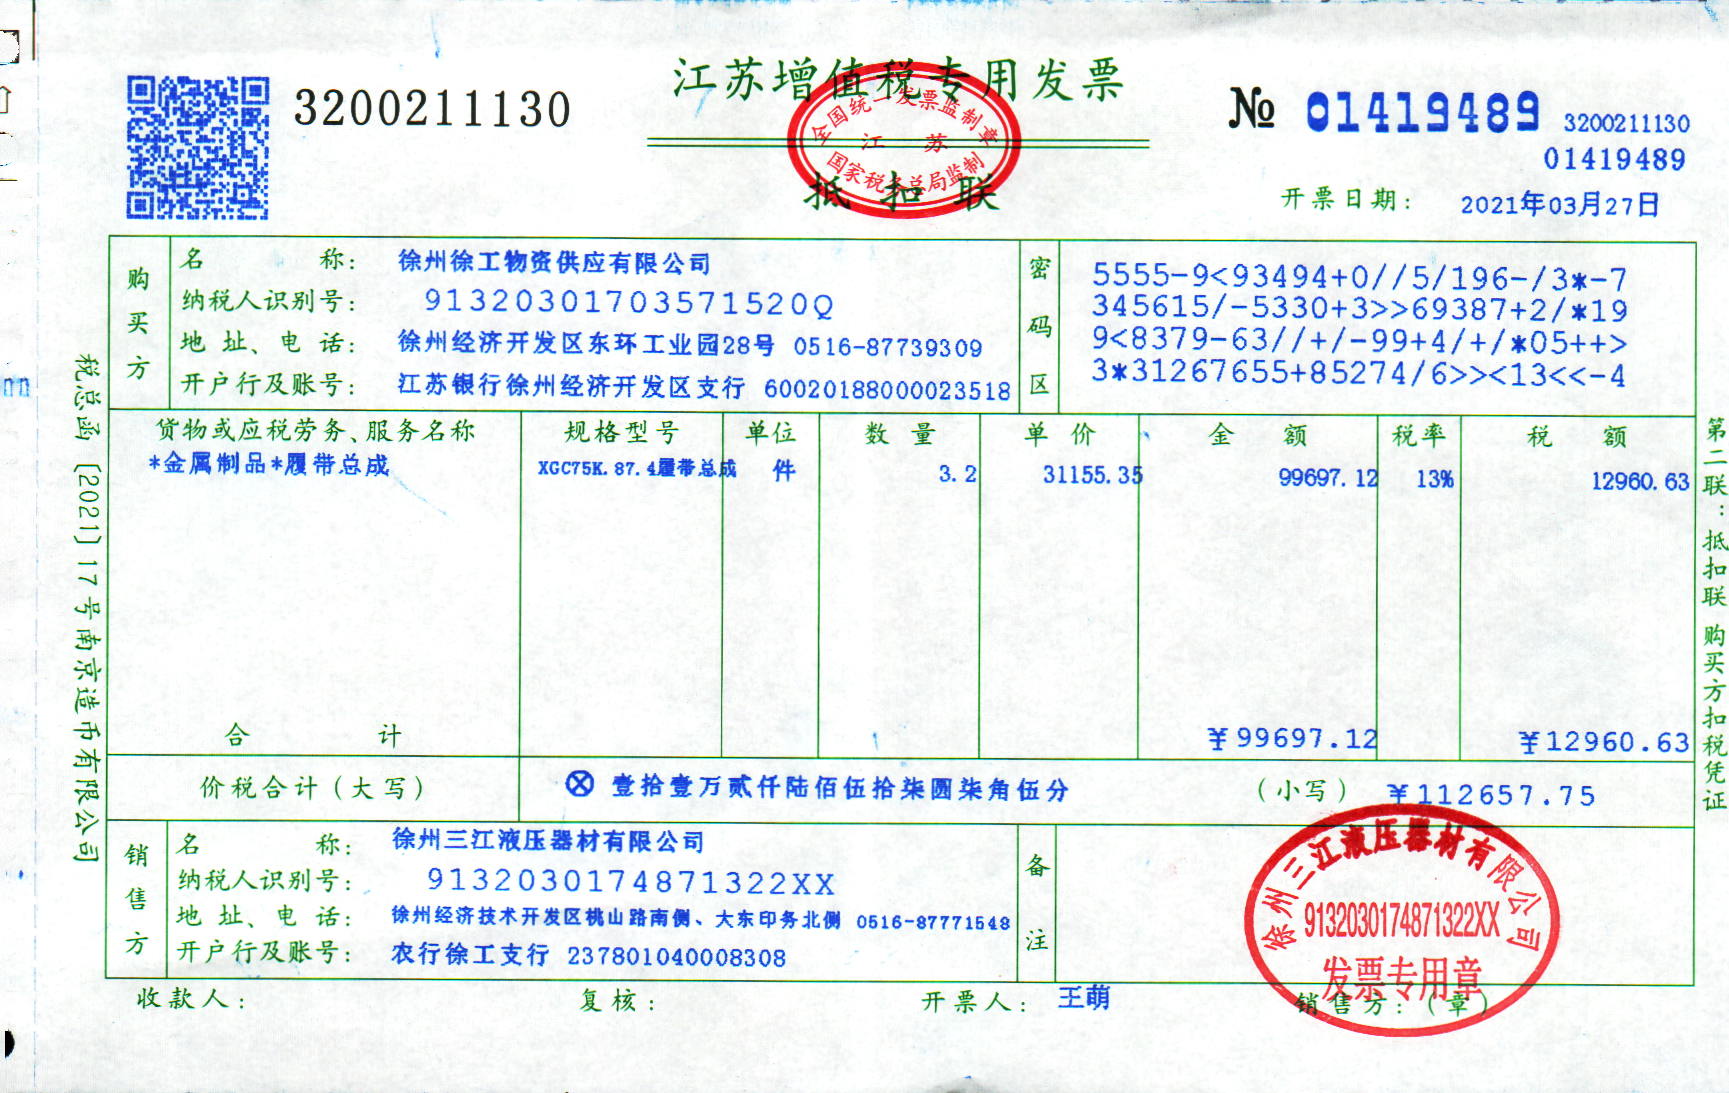 江苏增值税专用发票
3200211130
№ 01419489
3200211130
01419489
全国统一发票监制章
江 苏
国家税务总局监制
抵扣联
开票日期: 2021年03月27日
购买方
名 称: 徐州徐工物资供应有限公司
纳税人识别号: 91320301703571520Q
地 址、电 话: 徐州经济开发区东环工业园28号 0516-87739309
开户行及账号: 江苏银行徐州经济开发区支行 60020188000023518
密码区
5555-9<93494+0//5/196-/3*-7
345615/-5330+3>>69387+2/*19
9<8379-63//+/-99+4/+/*05++>
3*31267655+85274/6>><13<<-4
货物或应税劳务、服务名称 规格型号 单位 数 量 单 价 金 额 税率 税 额
*金属制品*履带总成 XGC75K.87.4履带总成 件 3.2 31155.35 99697.12 13% 12960.63
合 计 ¥99697.12 ¥12960.63
价税合计(大写) ⊗ 壹拾壹万贰仟陆佰伍拾柒圆柒角伍分 (小写) ¥112657.75
销售方
名 称: 徐州三江液压器材有限公司
纳税人识别号: 91320301748713​22XX
地 址、电 话: 徐州经济技术开发区桃山路南侧、大东印务北侧 0516-87771548
开户行及账号: 农行徐工支行 237801040008308
备注
徐州三江液压器材有限公司
9132030174871322XX
发票专用章
收款人: 复核: 开票人: 王萌 销售方:(章)
税总函〔2021〕17号南京造币有限公司
第二联:抵扣联 购买方扣税凭证